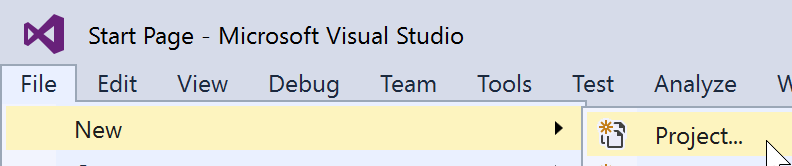 Start Page - Microsoft Visual Studio
File Edit View Debug Team Tools Test Analyze
New
Project...